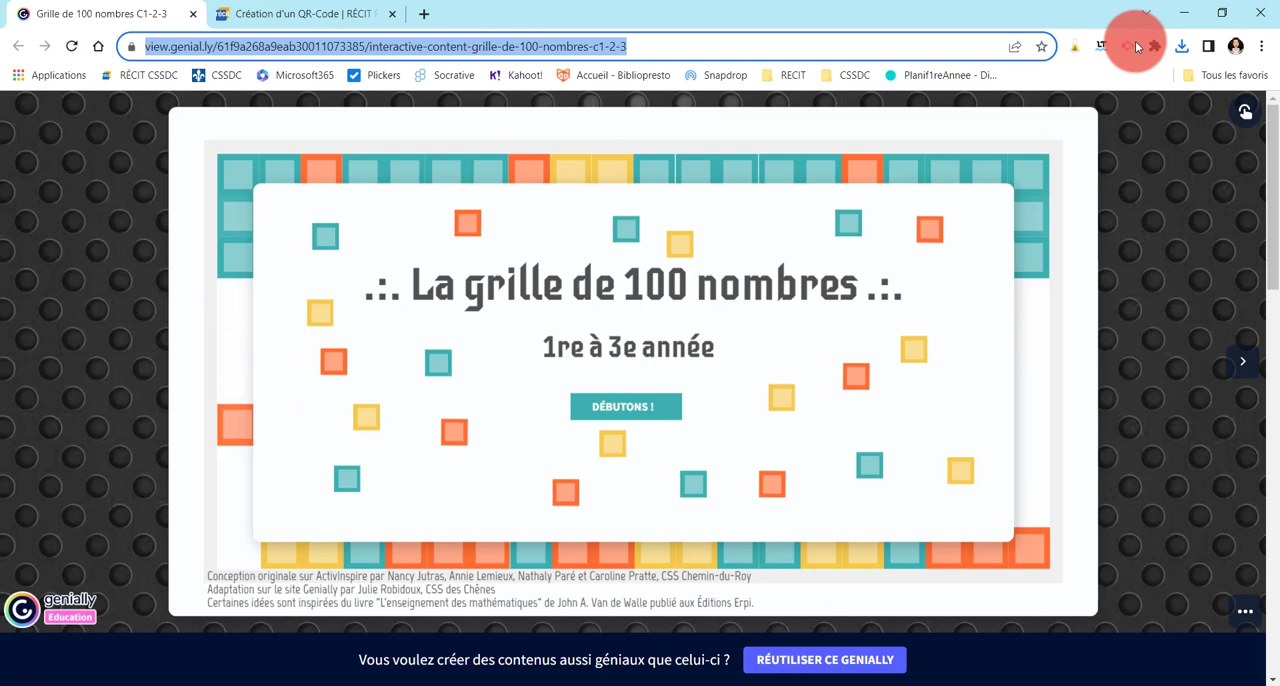 Grille de 100 nombres C1-2-3
Création d'un QR-Code | RÉCIT F
view.genial.ly/61f9a268a9eab30011073385/interactive-content-grille-de-100-nombres-c1-2-3
Applications RÉCIT CSSDC CSSDC Microsoft365 Plickers Socrative Kahoot! Accueil - Bibliopresto Snapdrop RECIT CSSDC Planif1reAnnee - Di... Tous les favoris
.:. La grille de 100 nombres .:.
1re à 3e année
DÉBUTONS !
Conception originale sur ActivInspire par Nancy Jutras, Annie Lemieux, Nathaly Paré et Caroline Pratte, CSS Chemin-du-Roy
Adaptation sur le site Genially par Julie Robidoux, CSS des Chênes
Certaines idées sont inspirées du livre "L'enseignement des mathématiques" de John A. Van de Walle publié aux Éditions Erpi.
genially
Education
Vous voulez créer des contenus aussi géniaux que celui-ci ? RÉUTILISER CE GENIALLY